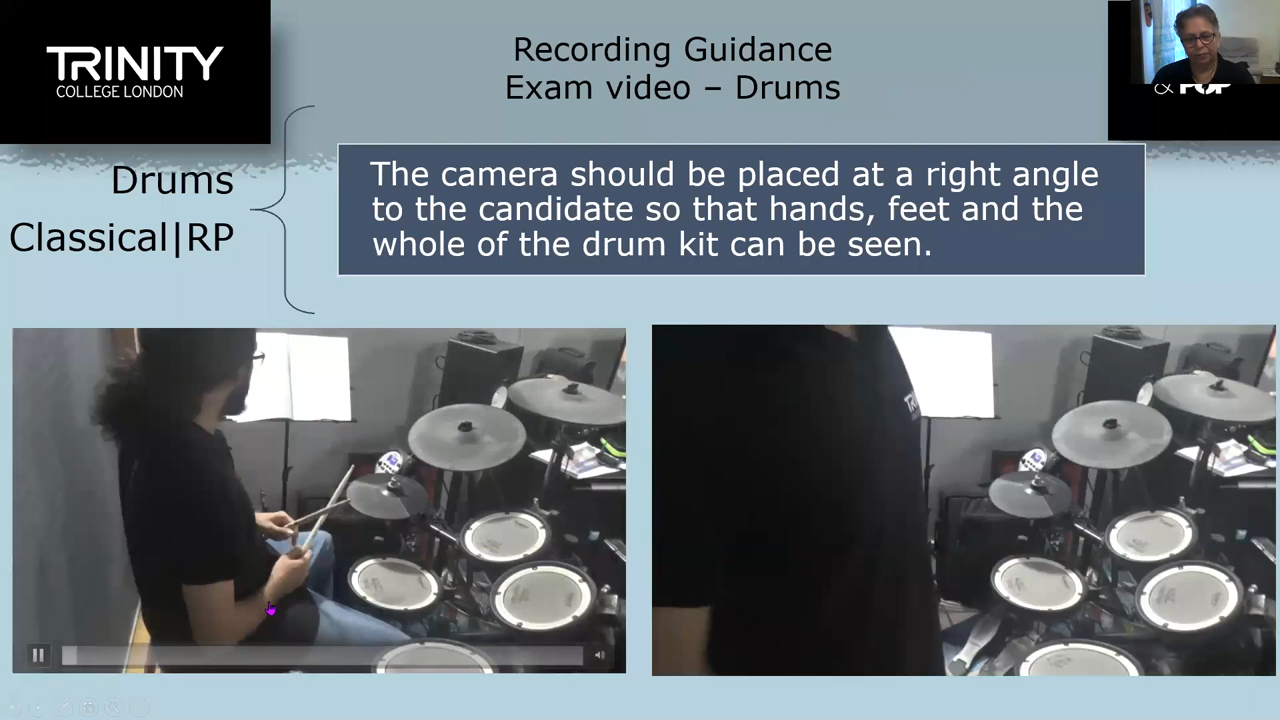 TRINITY
COLLEGE LONDON
Recording Guidance
Exam video – Drums
& POP
Drums
Classical|RP
The camera should be placed at a right angle
to the candidate so that hands, feet and the
whole of the drum kit can be seen.